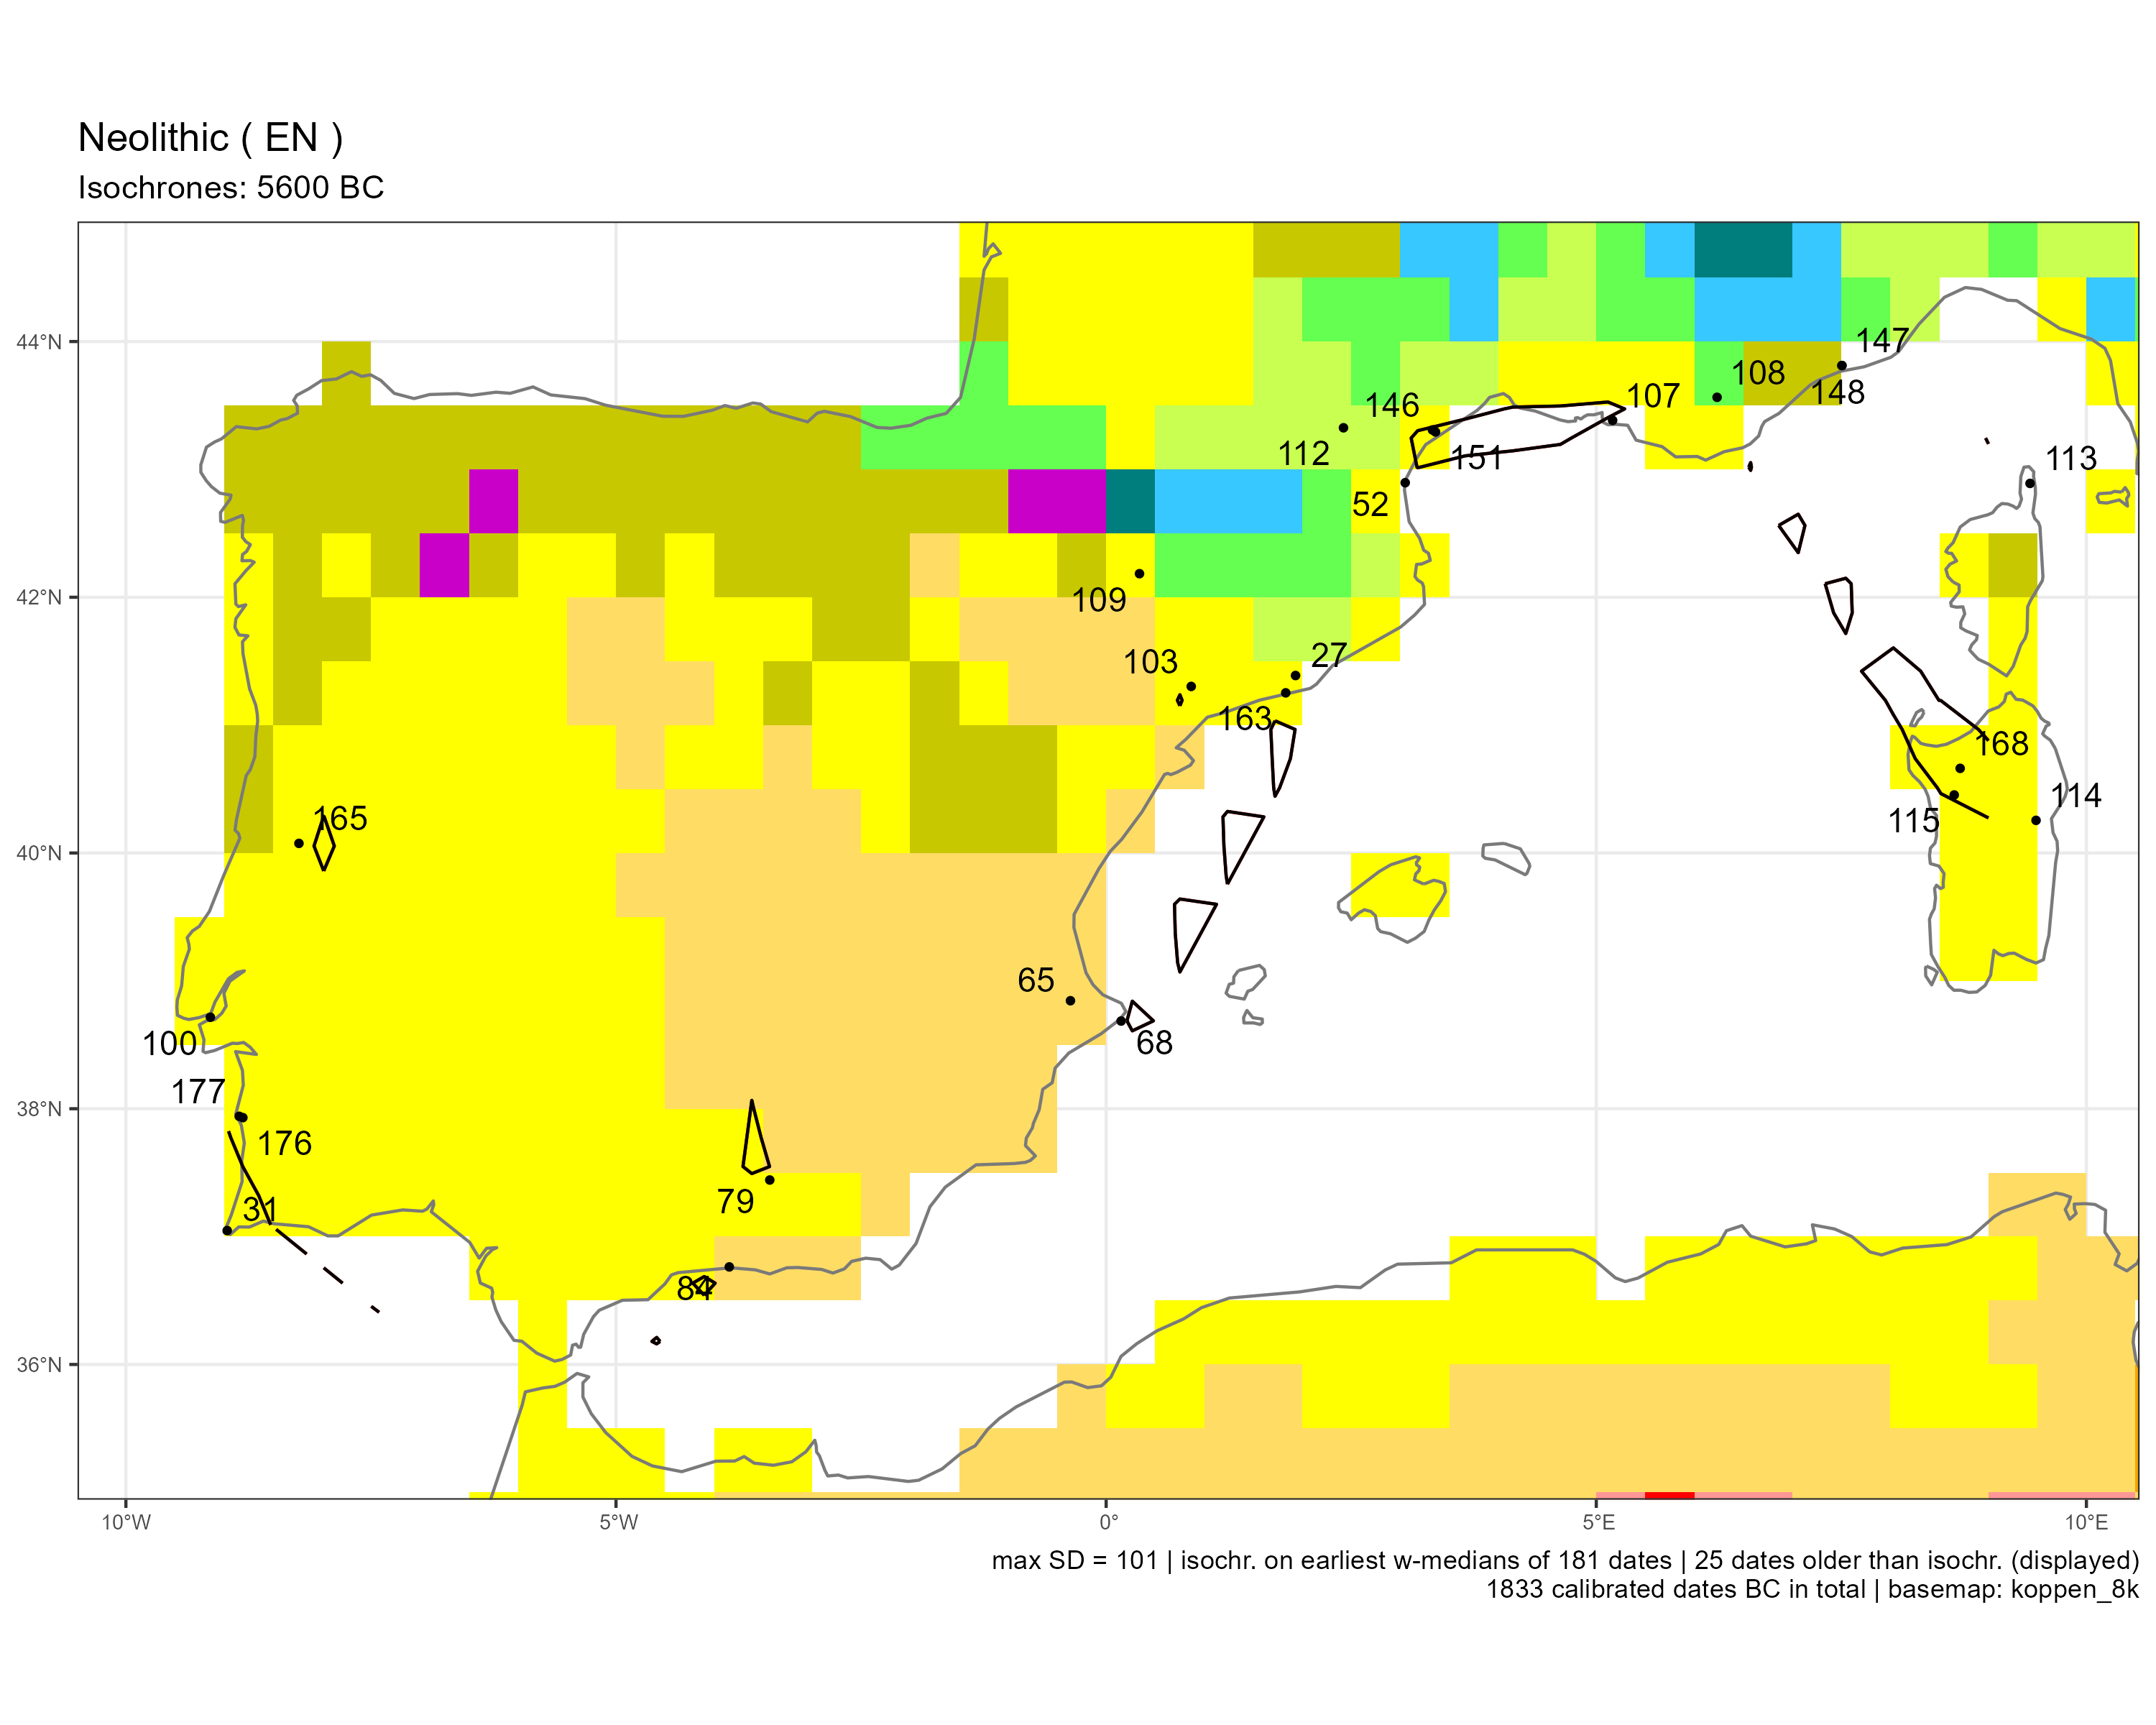 Neolithic ( EN )
Isochrones: 5600 BC
44°N
42°N
40°N
38°N
36°N
147
108
148
107
146
112
151
113
52
109
103
27
163
168
115
114
165
65
68
100
177
176
31
79
84
10°W
5°W
0°
5°E
10°E
max SD = 101 | isochr. on earliest w-medians of 181 dates | 25 dates older than isochr. (displayed)
1833 calibrated dates BC in total | basemap: koppen_8k